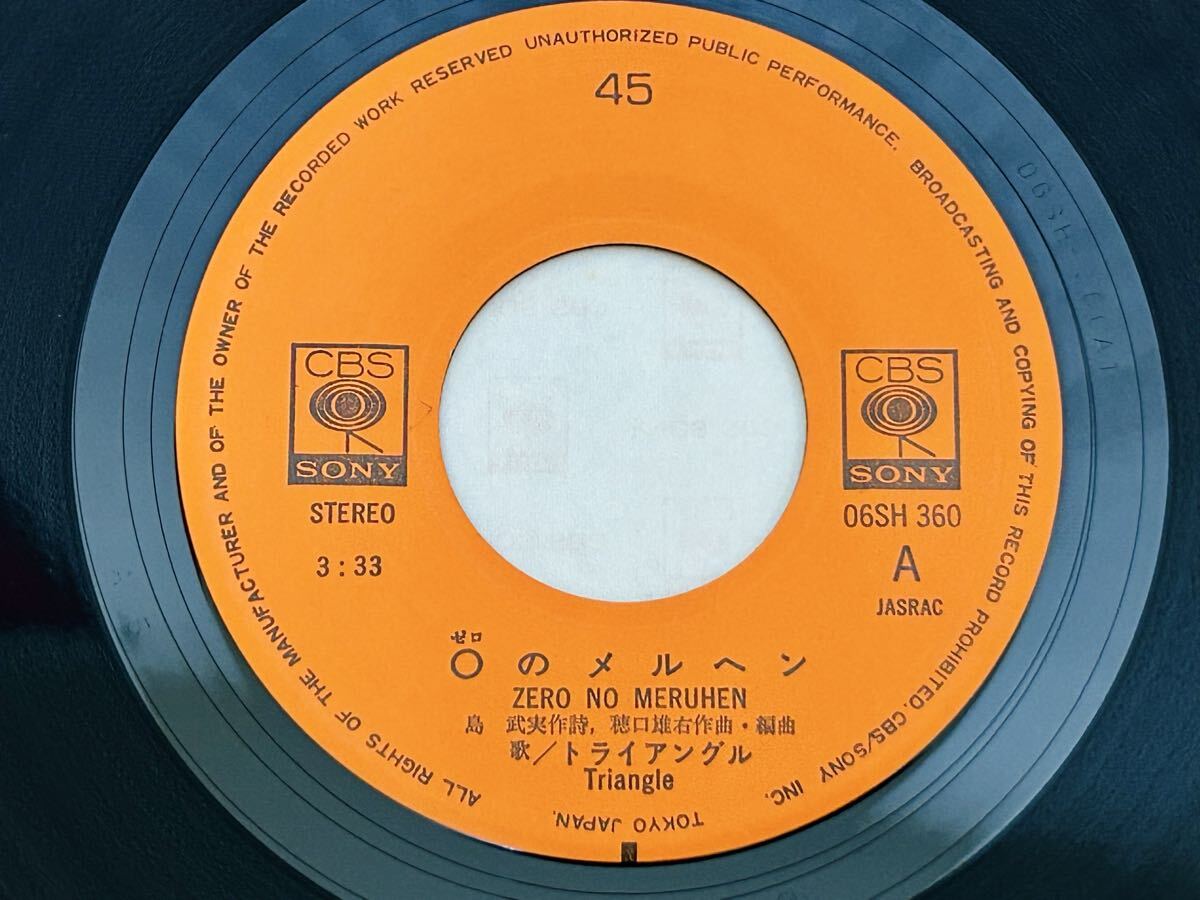 ALL RIGHTS OF THE MANUFACTURER AND OF THE OWNER OF THE RECORDED WORK RESERVED UNAUTHORIZED PUBLIC PERFORMANCE. BROADCASTING AND COPYING OF THIS RECORD PROHIBITED. CBS/SONY INC.
TOKYO JAPAN.
45
CBS
SONY
STEREO
3:33
CBS
SONY
06SH 360
A
JASRAC
ゼロ
○のメルヘン
ZERO NO MERUHEN
島 武実作詩, 穂口雄右作曲・編曲
歌/トライアングル
Triangle